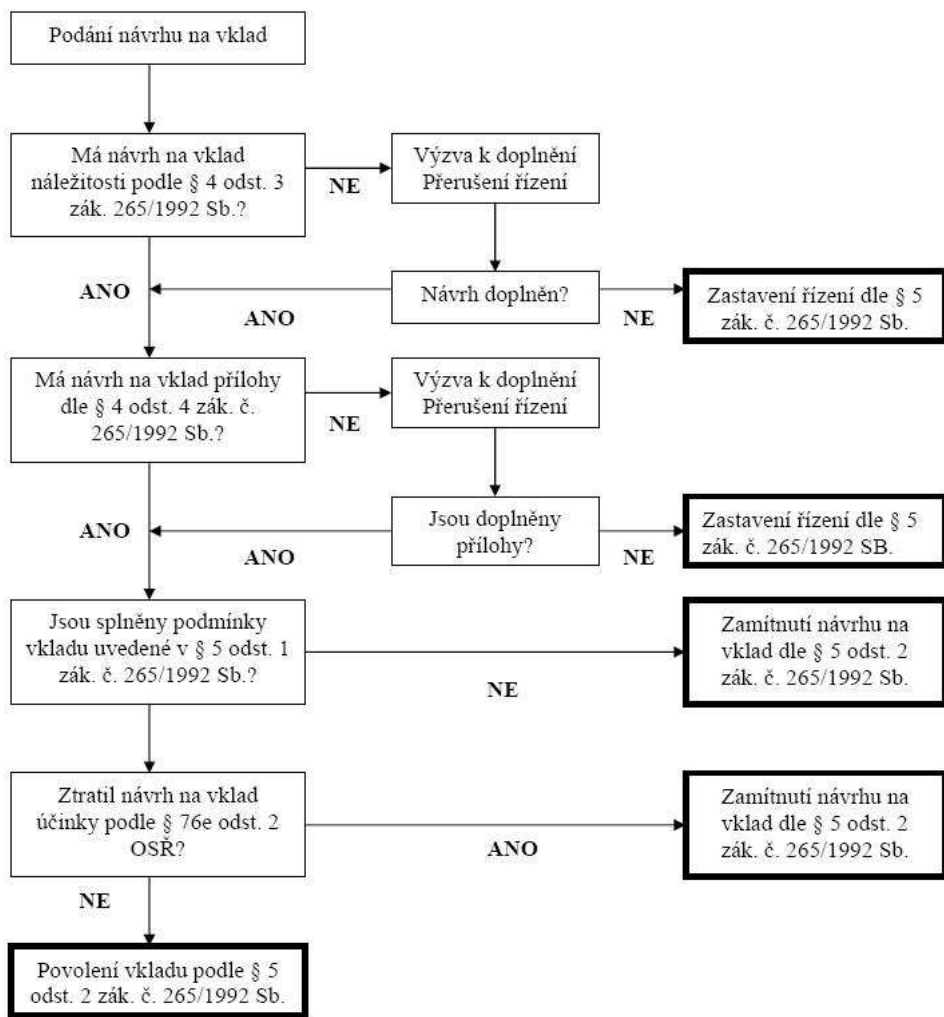 Podání návrhu na vklad
Má návrh na vklad
náležitosti podle § 4 odst. 3
zák. 265/1992 Sb.?
NE
Výzva k doplnění
Přerušení řízení
ANO
Návrh doplněn?
ANO
NE
Zastavení řízení dle § 5
zák. č. 265/1992 Sb.
Má návrh na vklad přílohy
dle § 4 odst. 4 zák. č.
265/1992 Sb.?
NE
Výzva k doplnění
Přerušení řízení
ANO
Jsou doplněny
přílohy?
ANO
NE
Zastavení řízení dle § 5
zák. č. 265/1992 SB.
Jsou splněny podmínky
vkladu uvedené v § 5 odst. 1
zák. č. 265/1992 Sb.?
NE
Zamítnutí návrhu na
vklad dle § 5 odst. 2
zák. č. 265/1992 Sb.
Ztratil návrh na vklad
účinky podle § 76e odst. 2
OSŘ?
ANO
Zamítnutí návrhu na
vklad dle § 5 odst. 2
zák. č. 265/1992 Sb.
NE
Povolení vkladu podle § 5
odst. 2 zák. č. 265/1992 Sb.